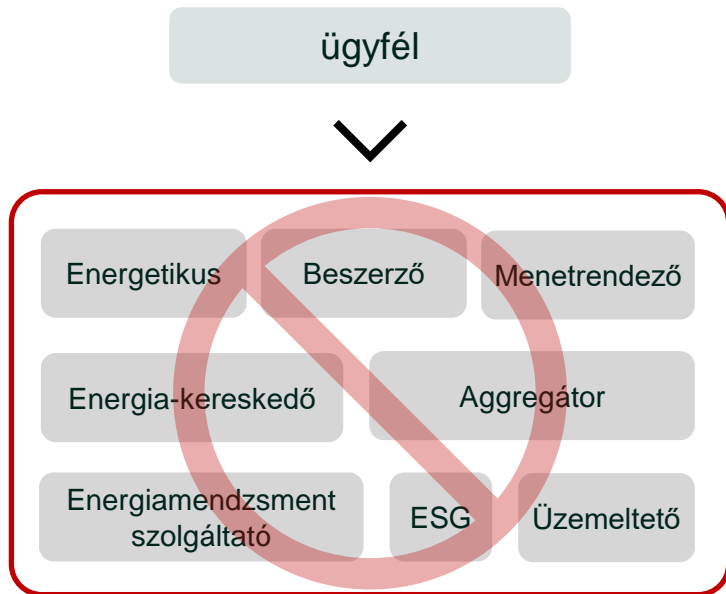 ügyfél
Energetikus
Beszerző
Menetrendező
Energia-kereskedő
Aggregátor
Energiamendzsment
szolgáltató
ESG
Üzemeltető